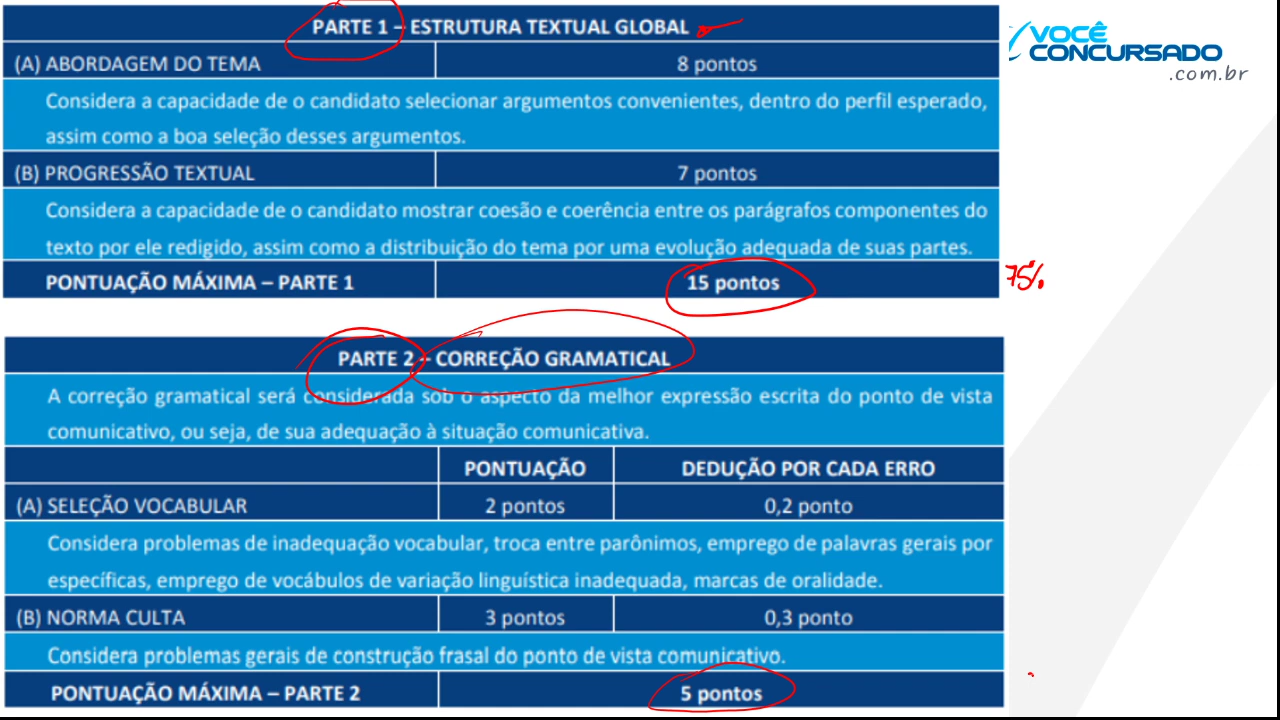 PARTE 1 – ESTRUTURA TEXTUAL GLOBAL
VOCÊ
CONCURSADO
.com.br
(A) ABORDAGEM DO TEMA 8 pontos
Considera a capacidade de o candidato selecionar argumentos convenientes, dentro do perfil esperado,
assim como a boa seleção desses argumentos.
(B) PROGRESSÃO TEXTUAL 7 pontos
Considera a capacidade de o candidato mostrar coesão e coerência entre os parágrafos componentes do
texto por ele redigido, assim como a distribuição do tema por uma evolução adequada de suas partes.
PONTUAÇÃO MÁXIMA – PARTE 1 15 pontos
75%
PARTE 2 – CORREÇÃO GRAMATICAL
A correção gramatical será considerada sob o aspecto da melhor expressão escrita do ponto de vista
comunicativo, ou seja, de sua adequação à situação comunicativa.
PONTUAÇÃO DEDUÇÃO POR CADA ERRO
(A) SELEÇÃO VOCABULAR 2 pontos 0,2 ponto
Considera problemas de inadequação vocabular, troca entre parônimos, emprego de palavras gerais por
específicas, emprego de vocábulos de variação linguística inadequada, marcas de oralidade.
(B) NORMA CULTA 3 pontos 0,3 ponto
Considera problemas gerais de construção frasal do ponto de vista comunicativo.
PONTUAÇÃO MÁXIMA – PARTE 2 5 pontos